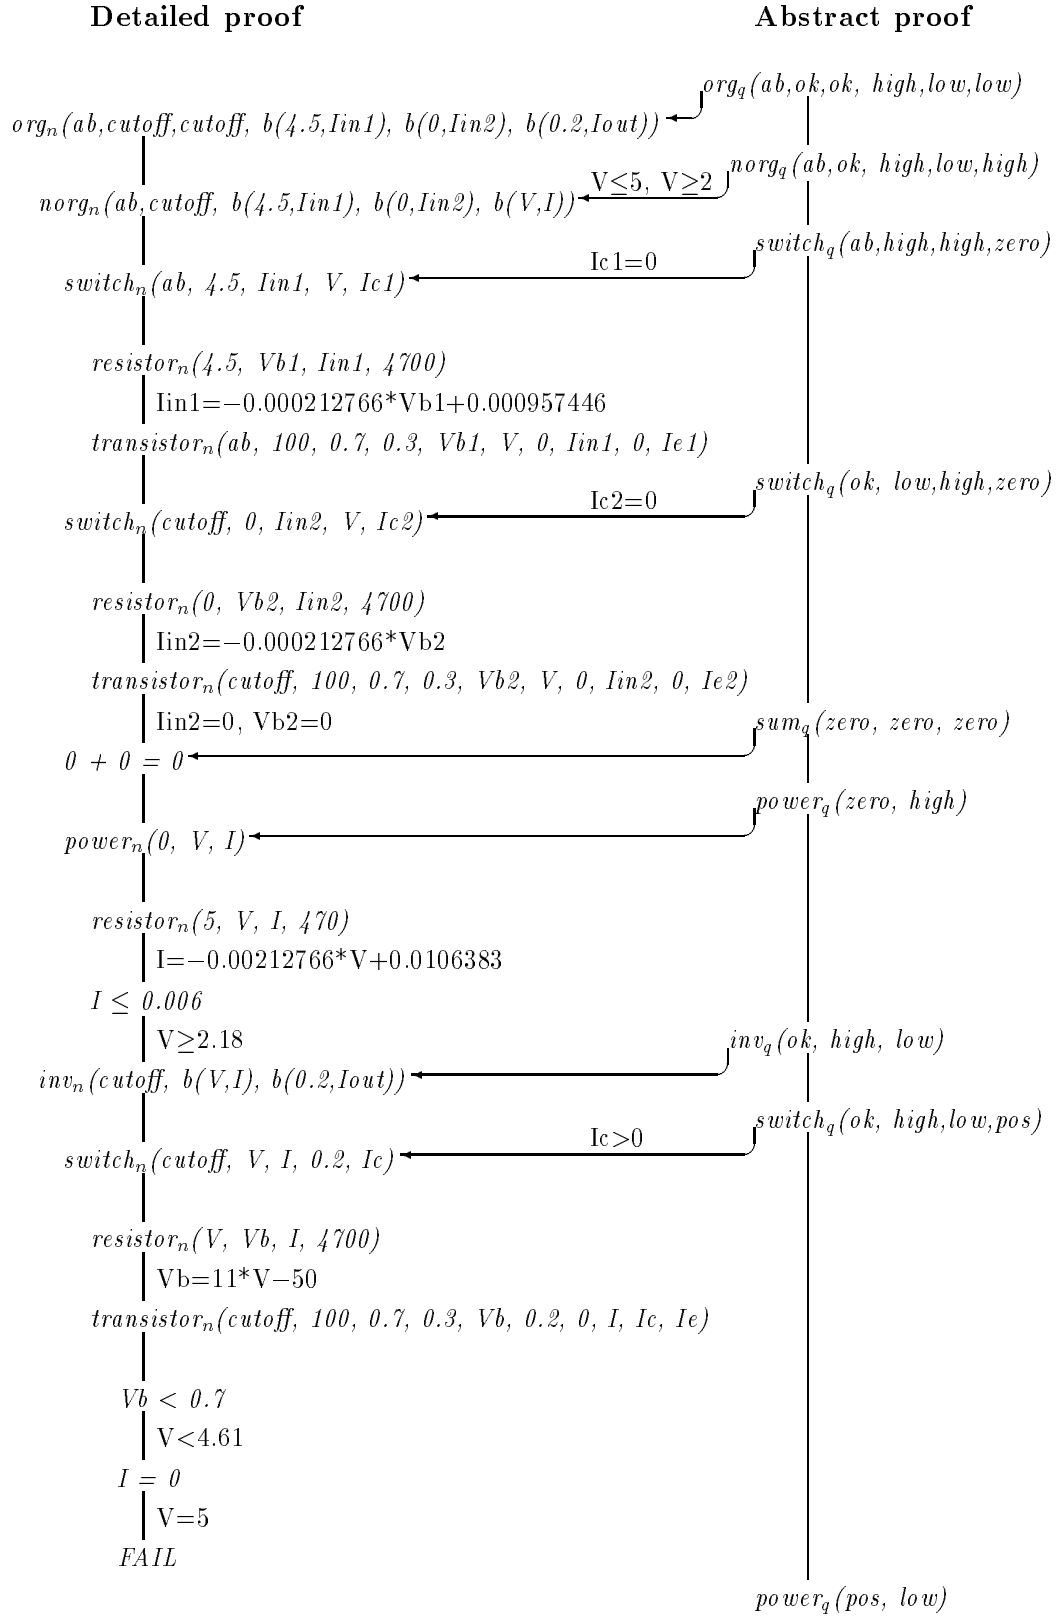 Detailed proof Abstract proof
org_q(ab,ok,ok, high,low,low)
org_n(ab,cutoff,cutoff, b(4.5,Iin1), b(0,Iin2), b(0.2,Iout))
norg_q(ab,ok, high,low,high)
V≤5, V≥2
norg_n(ab,cutoff, b(4.5,Iin1), b(0,Iin2), b(V,I))
switch_q(ab,high,high,zero)
Ic1=0
switch_n(ab, 4.5, Iin1, V, Ic1)
resistor_n(4.5, Vb1, Iin1, 4700)
Iin1=−0.000212766*Vb1+0.000957446
transistor_n(ab, 100, 0.7, 0.3, Vb1, V, 0, Iin1, 0, Ie1)
switch_q(ok, low,high,zero)
Ic2=0
switch_n(cutoff, 0, Iin2, V, Ic2)
resistor_n(0, Vb2, Iin2, 4700)
Iin2=−0.000212766*Vb2
transistor_n(cutoff, 100, 0.7, 0.3, Vb2, V, 0, Iin2, 0, Ie2)
Iin2=0, Vb2=0
sum_q(zero, zero, zero)
0 + 0 = 0
power_q(zero, high)
power_n(0, V, I)
resistor_n(5, V, I, 470)
I=−0.00212766*V+0.0106383
I ≤ 0.006
V≥2.18
inv_q(ok, high, low)
inv_n(cutoff, b(V,I), b(0.2,Iout))
switch_q(ok, high,low,pos)
Ic>0
switch_n(cutoff, V, I, 0.2, Ic)
resistor_n(V, Vb, I, 4700)
Vb=11*V−50
transistor_n(cutoff, 100, 0.7, 0.3, Vb, 0.2, 0, I, Ic, Ie)
Vb < 0.7
V<4.61
I = 0
V=5
FAIL
power_q(pos, low)